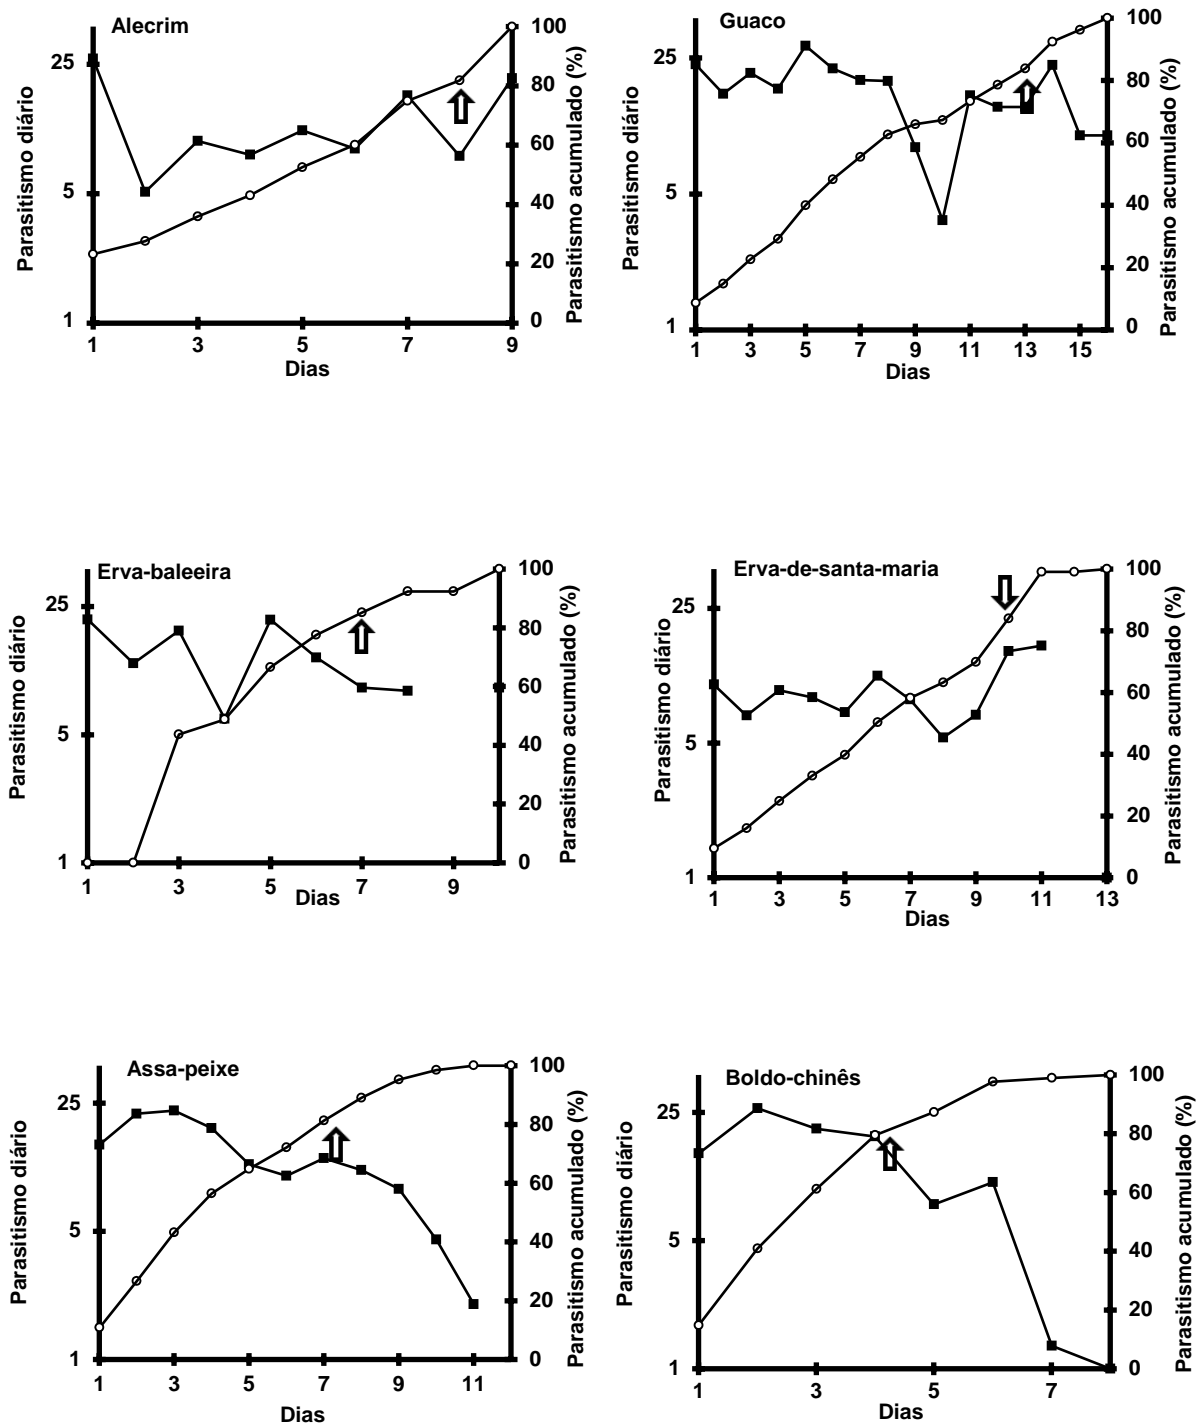 Alecrim
Parasitismo diário
25
5
1
100
80
60
40
20
0
Parasitismo acumulado (%)
1 3 5 7 9
Dias
Guaco
Parasitismo diário
25
5
1
100
80
60
40
20
0
Parasitismo acumulado (%)
1 3 5 7 9 11 13 15
Dias
Erva-baleeira
Parasitismo diário
25
5
1
100
80
60
40
20
0
Parasitismo acumulado (%)
1 3 5 7 9
Dias
Erva-de-santa-maria
Parasitismo diário
25
5
1
100
80
60
40
20
0
Parasitismo acumulado (%)
1 3 5 7 9 11 13
Dias
Assa-peixe
Parasitismo diário
25
5
1
100
80
60
40
20
0
Parasitismo acumulado (%)
1 3 5 7 9 11
Dias
Boldo-chinês
Parasitismo diário
25
5
1
100
80
60
40
20
0
Parasitismo acumulado (%)
1 3 5 7
Dias